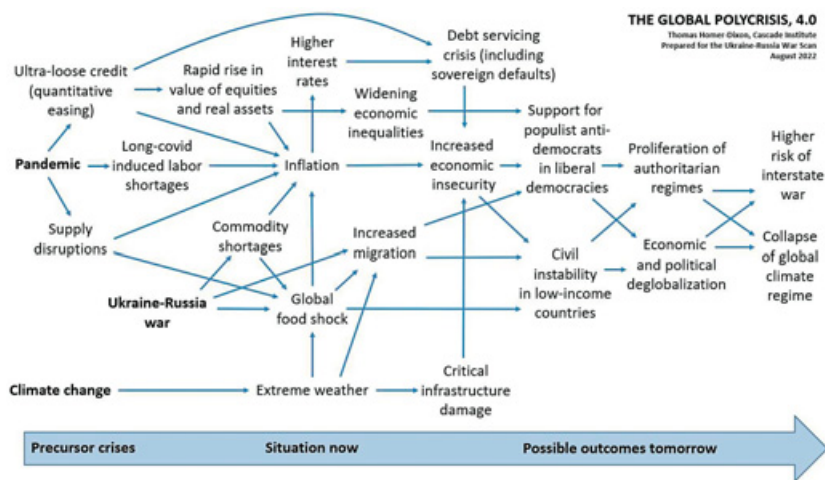 THE GLOBAL POLYCRISIS, 4.0
Thomas Homer Dixon, Cascade Institute
Prepared for the Ukraine-Russia War Scan
August 2022
Ultra-loose credit
(quantitative
easing)
Rapid rise in
value of equities
and real assets
Higher
interest
rates
Debt servicing
crisis (including
sovereign defaults)
Widening
economic
inequalities
Pandemic
Long-covid
induced labor
shortages
Inflation
Increased
economic
insecurity
Support for
populist anti-
democrats
in liberal
democracies
Proliferation of
authoritarian
regimes
Higher
risk of
interstate
war
Supply
disruptions
Commodity
shortages
Increased
migration
Civil
instability
in low-income
countries
Economic
and political
deglobalization
Collapse
of global
climate
regime
Ukraine-Russia
war
Global
food shock
Climate change
Extreme weather
Critical
infrastructure
damage
Precursor crises
Situation now
Possible outcomes tomorrow